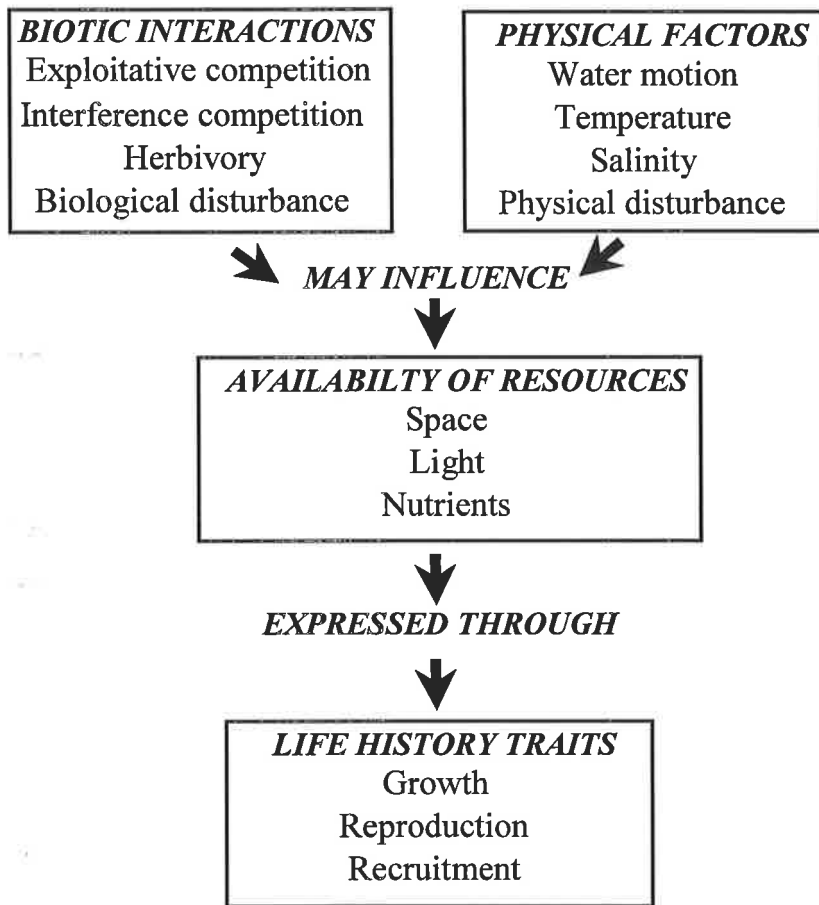 BIOTIC INTERACTIONS
Exploitative competition
Interference competition
Herbivory
Biological disturbance
PHYSICAL FACTORS
Water motion
Temperature
Salinity
Physical disturbance
MAY INFLUENCE
AVAILABILTY OF RESOURCES
Space
Light
Nutrients
EXPRESSED THROUGH
LIFE HISTORY TRAITS
Growth
Reproduction
Recruitment